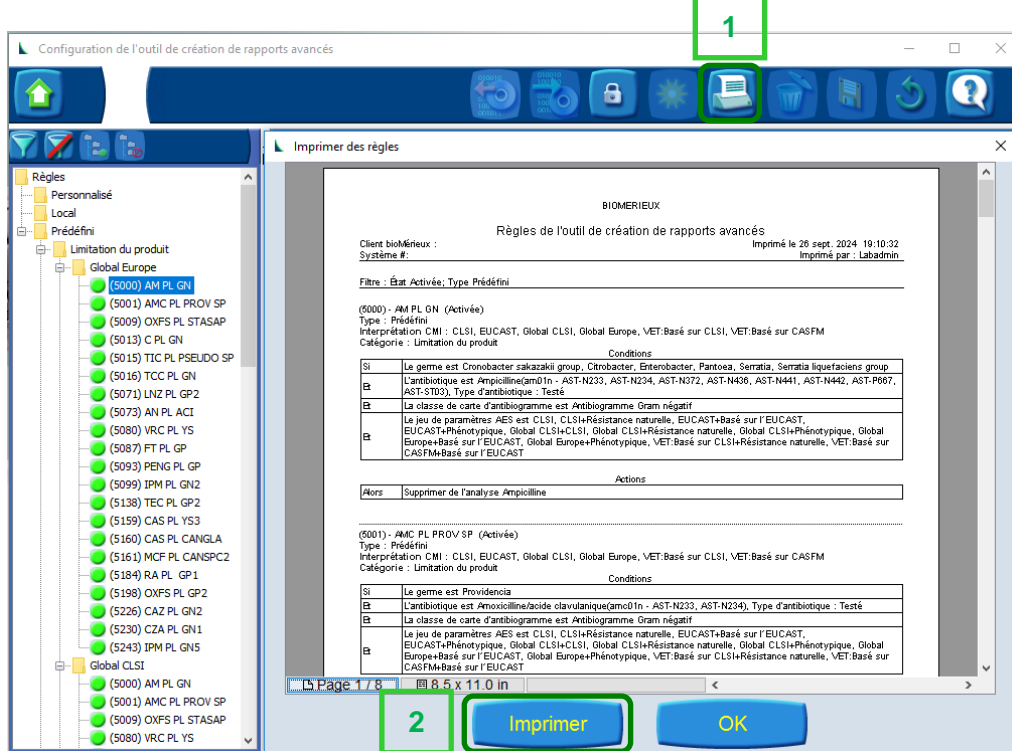 1
Configuration de l'outil de création de rapports avancés
Imprimer des règles
Règles
Personnalisé
Local
Prédéfini
Limitation du produit
Global Europe
(5000) AM PL GN
(5001) AMC PL PROV SP
(5009) OXFS PL STASAP
(5013) C PL GN
(5015) TIC PL PSEUDO SP
(5016) TCC PL GN
(5071) LNZ PL GP2
(5073) AN PL ACI
(5080) VRC PL YS
(5087) FT PL GP
(5093) PENG PL GP
(5099) IPM PL GN2
(5138) TEC PL GP2
(5159) CAS PL YS3
(5160) CAS PL CANGLA
(5161) MCF PL CANSPC2
(5184) RA PL GP1
(5198) OXFS PL GP2
(5226) CAZ PL GN2
(5230) CZA PL GN1
(5243) IPM PL GN5
Global CLSI
(5000) AM PL GN
(5001) AMC PL PROV SP
(5009) OXFS PL STASAP
(5080) VRC PL YS
BIOMERIEUX
Règles de l'outil de création de rapports avancés
Client bioMérieux :
Imprimé le 26 sept. 2024 19:10:32
Système #:
Imprimé par : Labadmin
Filtre : État Activée; Type Prédéfini
(5000) - AM PL GN (Activée)
Type : Prédéfini
Interprétation CMI : CLSI, EUCAST, Global CLSI, Global Europe, VET:Basé sur CLSI, VET:Basé sur CASFM
Catégorie : Limitation du produit
Conditions
Si Le germe est Cronobacter sakazakii group, Citrobacter, Enterobacter, Pantoea, Serratia, Serratia liquefaciens group
Et L'antibiotique est Ampicilline(am01n - AST-N233, AST-N234, AST-N372, AST-N436, AST-N441, AST-N442, AST-P667,
AST-ST03), Type d'antibiotique : Testé
Et La classe de carte d'antibiogramme est Antibiogramme Gram négatif
Le jeu de paramètres AES est CLSI, CLSI+Résistance naturelle, EUCAST+Basé sur l'EUCAST,
Et EUCAST+Phénotypique, Global CLSI+CLSI, Global CLSI+Résistance naturelle, Global CLSI+Phénotypique, Global
Europe+Basé sur l'EUCAST, Global Europe+Phénotypique, VET:Basé sur CLSI+Résistance naturelle, VET:Basé sur
CASFM+Basé sur l'EUCAST
Actions
Alors Supprimer de l'analyse Ampicilline
(5001) - AMC PL PROV SP (Activée)
Type : Prédéfini
Interprétation CMI : CLSI, EUCAST, Global CLSI, Global Europe, VET:Basé sur CLSI, VET:Basé sur CASFM
Catégorie : Limitation du produit
Conditions
Si Le germe est Providencia
Et L'antibiotique est Amoxicilline/acide clavulanique(amc01n - AST-N233, AST-N234), Type d'antibiotique : Testé
Et La classe de carte d'antibiogramme est Antibiogramme Gram négatif
Le jeu de paramètres AES est CLSI, CLSI+Résistance naturelle, EUCAST+Basé sur l'EUCAST,
Et EUCAST+Phénotypique, Global CLSI+CLSI, Global CLSI+Résistance naturelle, Global CLSI+Phénotypique, Global
Europe+Basé sur l'EUCAST, Global Europe+Phénotypique, VET:Basé sur CLSI+Résistance naturelle, VET:Basé sur
CASFM+Basé sur l'EUCAST
Page 1 / 8 8.5 x 11.0 in
2
Imprimer
OK